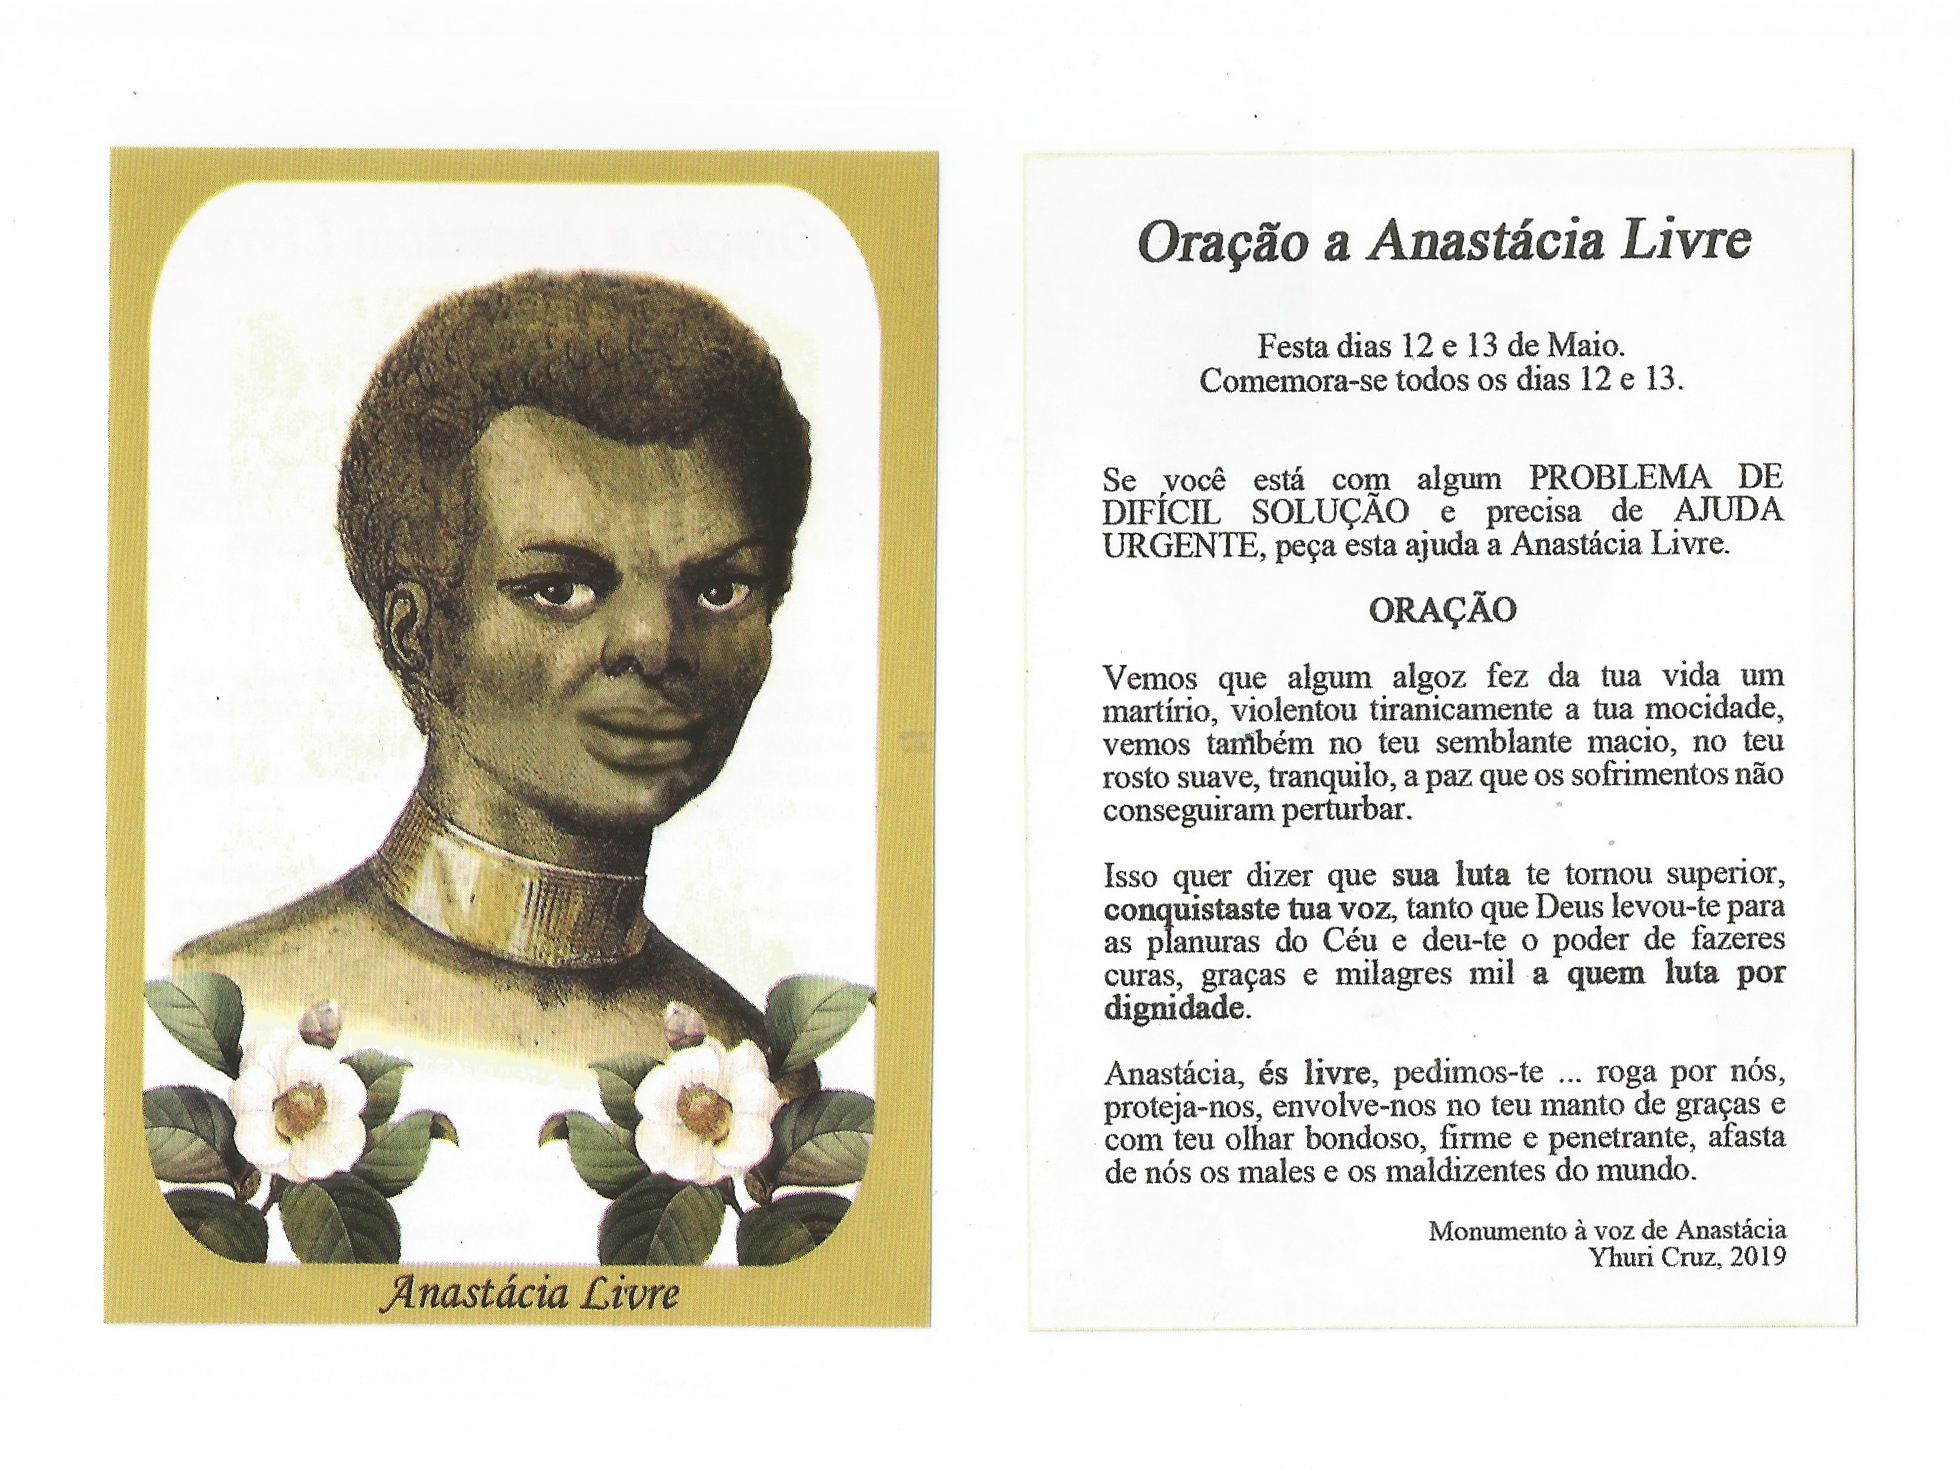 Anastácia Livre
Oração a Anastácia Livre
Festa dias 12 e 13 de Maio.
Comemora-se todos os dias 12 e 13.
Se você está com algum PROBLEMA DE
DIFÍCIL SOLUÇÃO e precisa de AJUDA
URGENTE, peça esta ajuda a Anastácia Livre.
ORAÇÃO
Vemos que algum algoz fez da tua vida um
martírio, violentou tiranicamente a tua mocidade,
vemos também no teu semblante macio, no teu
rosto suave, tranquilo, a paz que os sofrimentos não
conseguiram perturbar.
Isso quer dizer que sua luta te tornou superior,
conquistaste tua voz, tanto que Deus levou-te para
as planuras do Céu e deu-te o poder de fazeres
curas, graças e milagres mil a quem luta por
dignidade.
Anastácia, és livre, pedimos-te ... roga por nós,
proteja-nos, envolve-nos no teu manto de graças e
com teu olhar bondoso, firme e penetrante, afasta
de nós os males e os maldizentes do mundo.
Monumento à voz de Anastácia
Yhuri Cruz, 2019